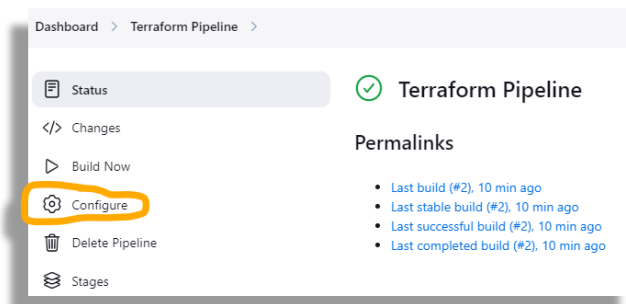 Dashboard > Terraform Pipeline >
Status
Changes
Build Now
Configure
Delete Pipeline
Stages
Terraform Pipeline
Permalinks
• Last build (#2), 10 min ago
• Last stable build (#2), 10 min ago
• Last successful build (#2), 10 min ago
• Last completed build (#2), 10 min ago